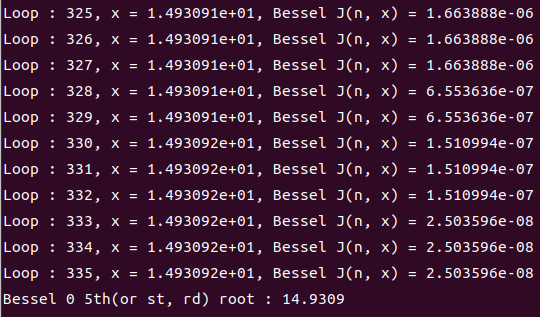 Loop : 325, x = 1.493091e+01, Bessel J(n, x) = 1.663888e-06
Loop : 326, x = 1.493091e+01, Bessel J(n, x) = 1.663888e-06
Loop : 327, x = 1.493091e+01, Bessel J(n, x) = 1.663888e-06
Loop : 328, x = 1.493091e+01, Bessel J(n, x) = 6.553636e-07
Loop : 329, x = 1.493091e+01, Bessel J(n, x) = 6.553636e-07
Loop : 330, x = 1.493092e+01, Bessel J(n, x) = 1.510994e-07
Loop : 331, x = 1.493092e+01, Bessel J(n, x) = 1.510994e-07
Loop : 332, x = 1.493092e+01, Bessel J(n, x) = 1.510994e-07
Loop : 333, x = 1.493092e+01, Bessel J(n, x) = 2.503596e-08
Loop : 334, x = 1.493092e+01, Bessel J(n, x) = 2.503596e-08
Loop : 335, x = 1.493092e+01, Bessel J(n, x) = 2.503596e-08
Bessel 0 5th(or st, rd) root : 14.9309